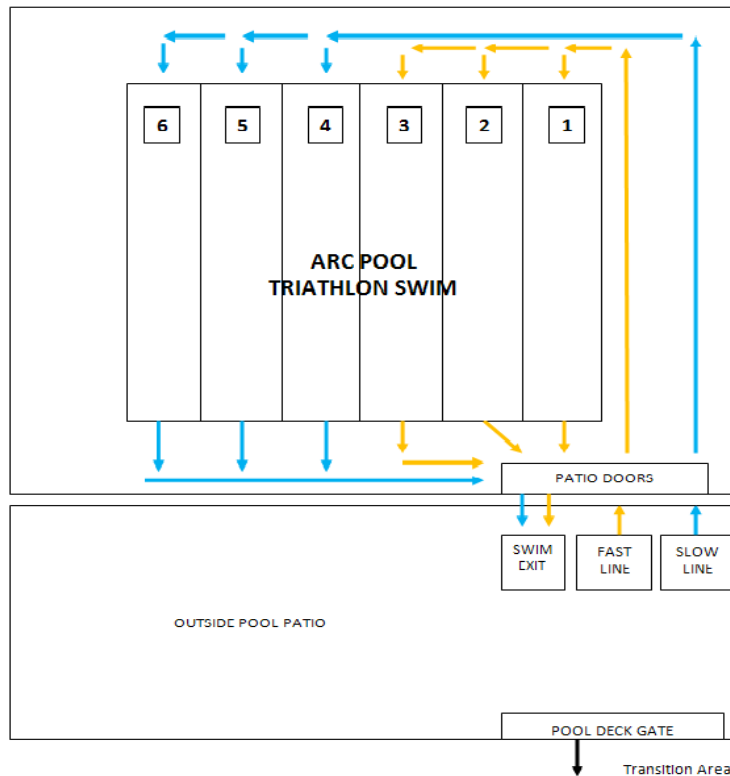 6 5 4 3 2 1
ARC POOL
TRIATHLON SWIM
PATIO DOORS
SWIM
EXIT
FAST
LINE
SLOW
LINE
OUTSIDE POOL PATIO
POOL DECK GATE
Transition Area